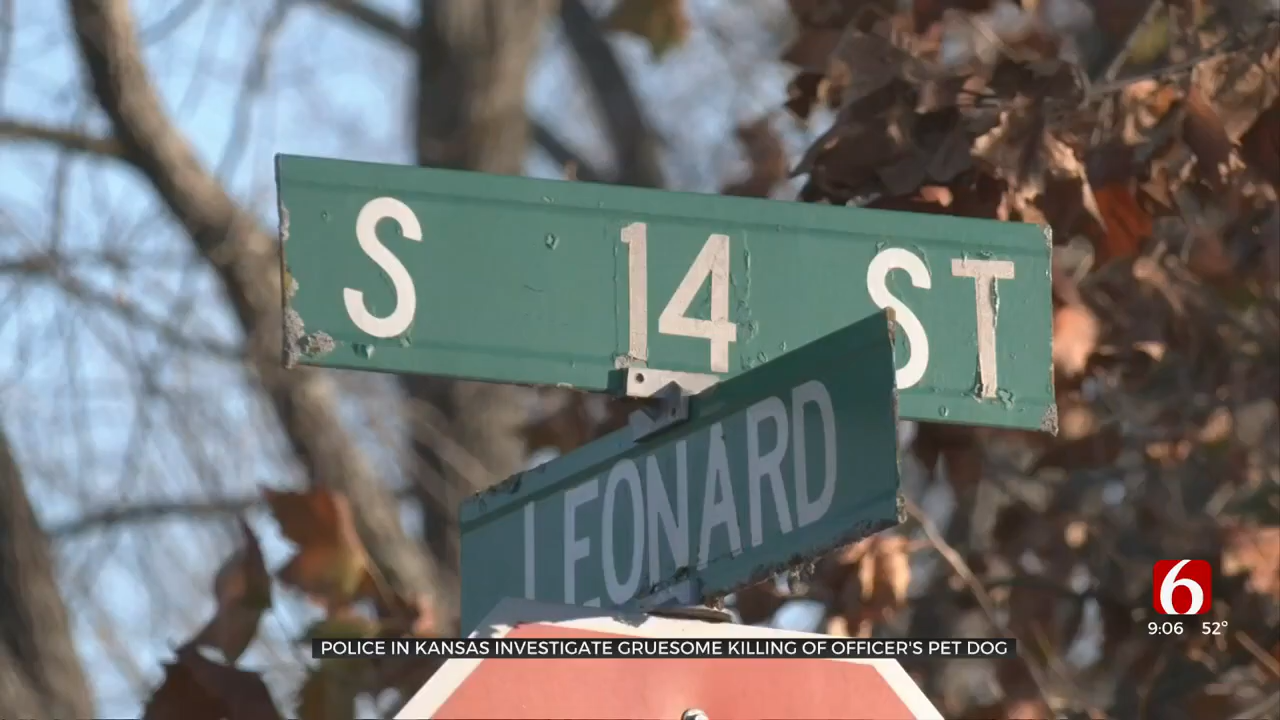 S 14 ST
LEONARD
6
9:06 52°
POLICE IN KANSAS INVESTIGATE GRUESOME KILLING OF OFFICER'S PET DOG